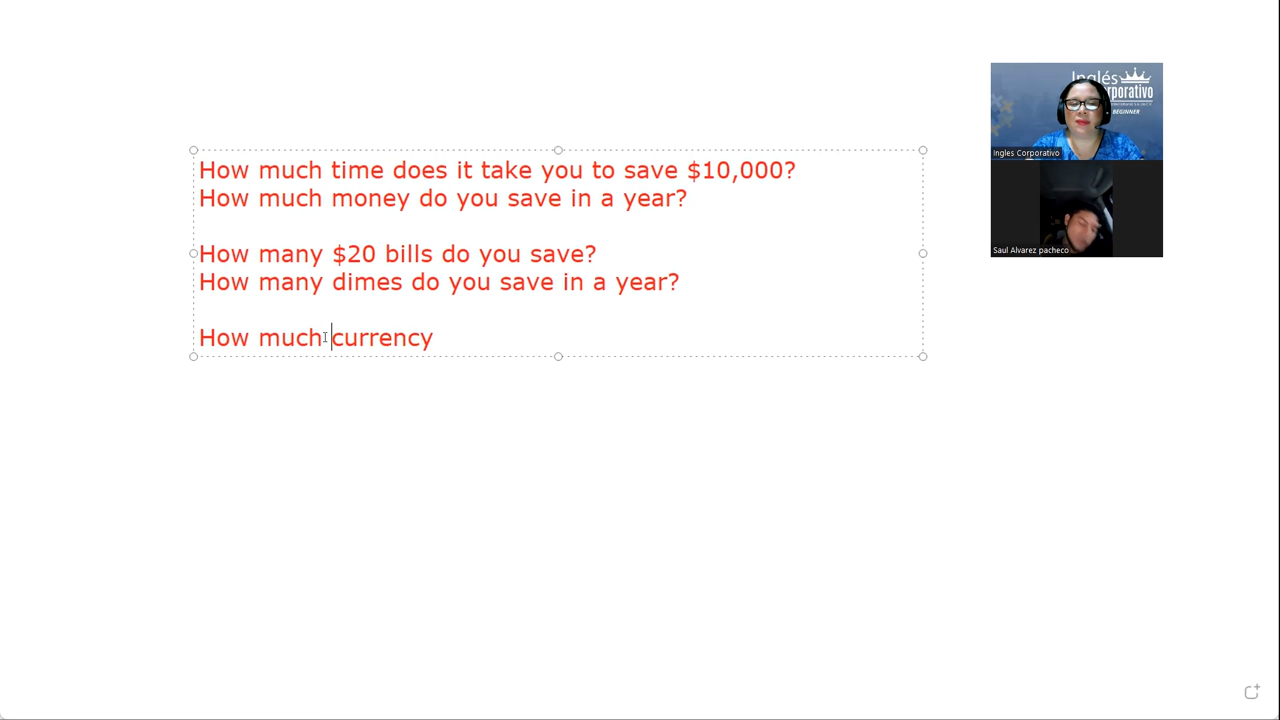 How much time does it take you to save $10,000?
How much money do you save in a year?
How many $20 bills do you save?
How many dimes do you save in a year?
How much currency
Inglés
rporativo
BEGINNER
Ingles Corporativo
Saul Alvarez pacheco